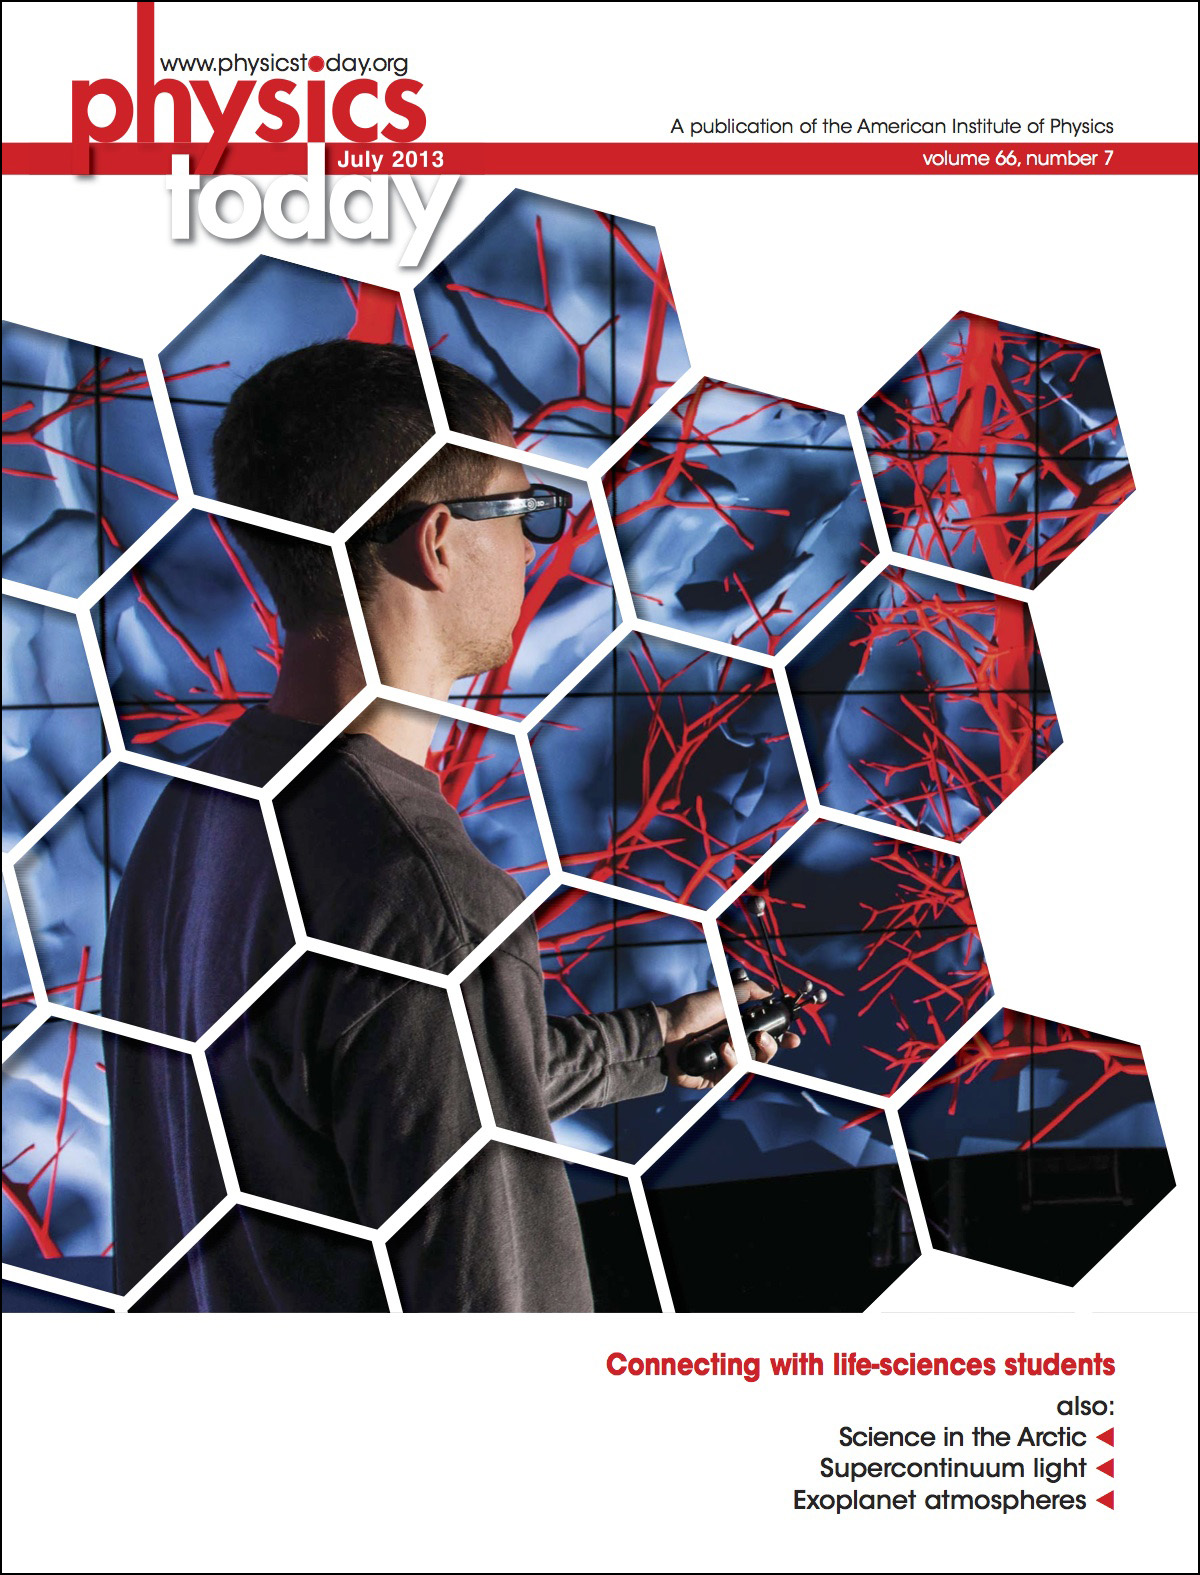 www.physicstoday.org
physics
A publication of the American Institute of Physics
July 2013
volume 66, number 7
today
Connecting with life-sciences students
also:
Science in the Arctic
Supercontinuum light
Exoplanet atmospheres